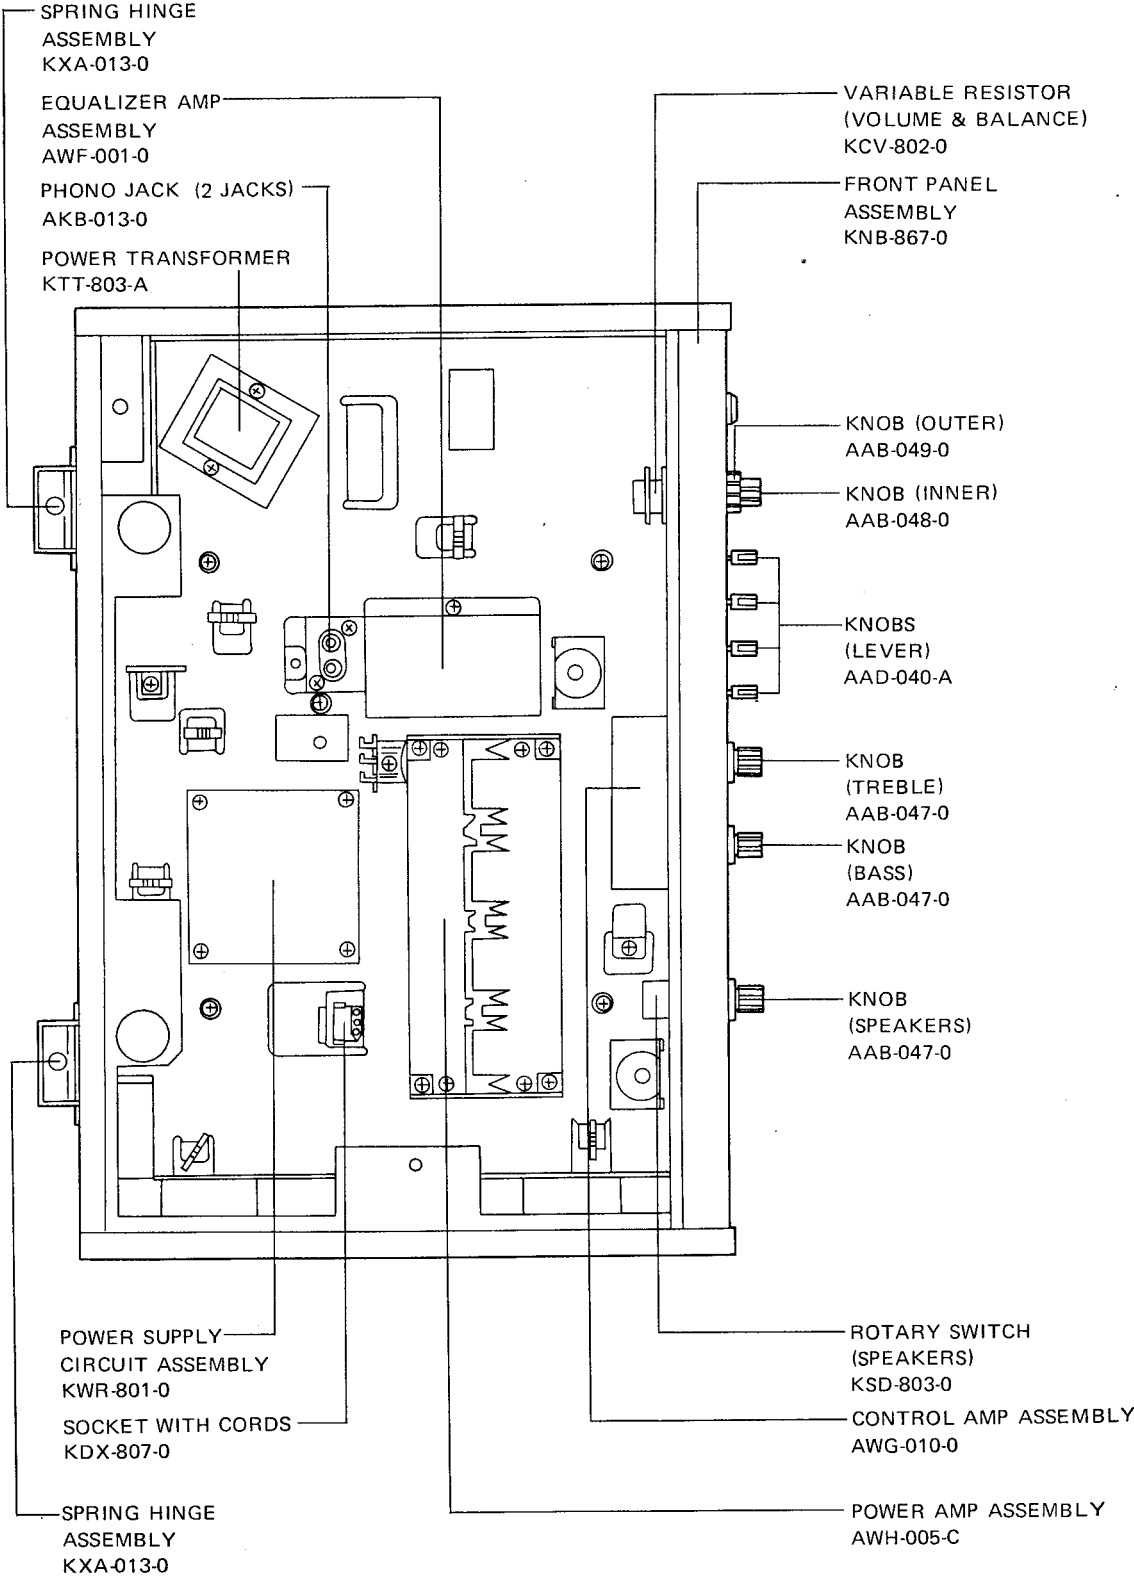 SPRING HINGE
ASSEMBLY
KXA-013-0
EQUALIZER AMP
ASSEMBLY
AWF-001-0
PHONO JACK (2 JACKS)
AKB-013-0
POWER TRANSFORMER
KTT-803-A
VARIABLE RESISTOR
(VOLUME & BALANCE)
KCV-802-0
FRONT PANEL
ASSEMBLY
KNB-867-0
KNOB (OUTER)
AAB-049-0
KNOB (INNER)
AAB-048-0
KNOBS
(LEVER)
AAD-040-A
KNOB
(TREBLE)
AAB-047-0
KNOB
(BASS)
AAB-047-0
KNOB
(SPEAKERS)
AAB-047-0
POWER SUPPLY
CIRCUIT ASSEMBLY
KWR-801-0
SOCKET WITH CORDS
KDX-807-0
SPRING HINGE
ASSEMBLY
KXA-013-0
ROTARY SWITCH
(SPEAKERS)
KSD-803-0
CONTROL AMP ASSEMBLY
AWG-010-0
POWER AMP ASSEMBLY
AWH-005-C